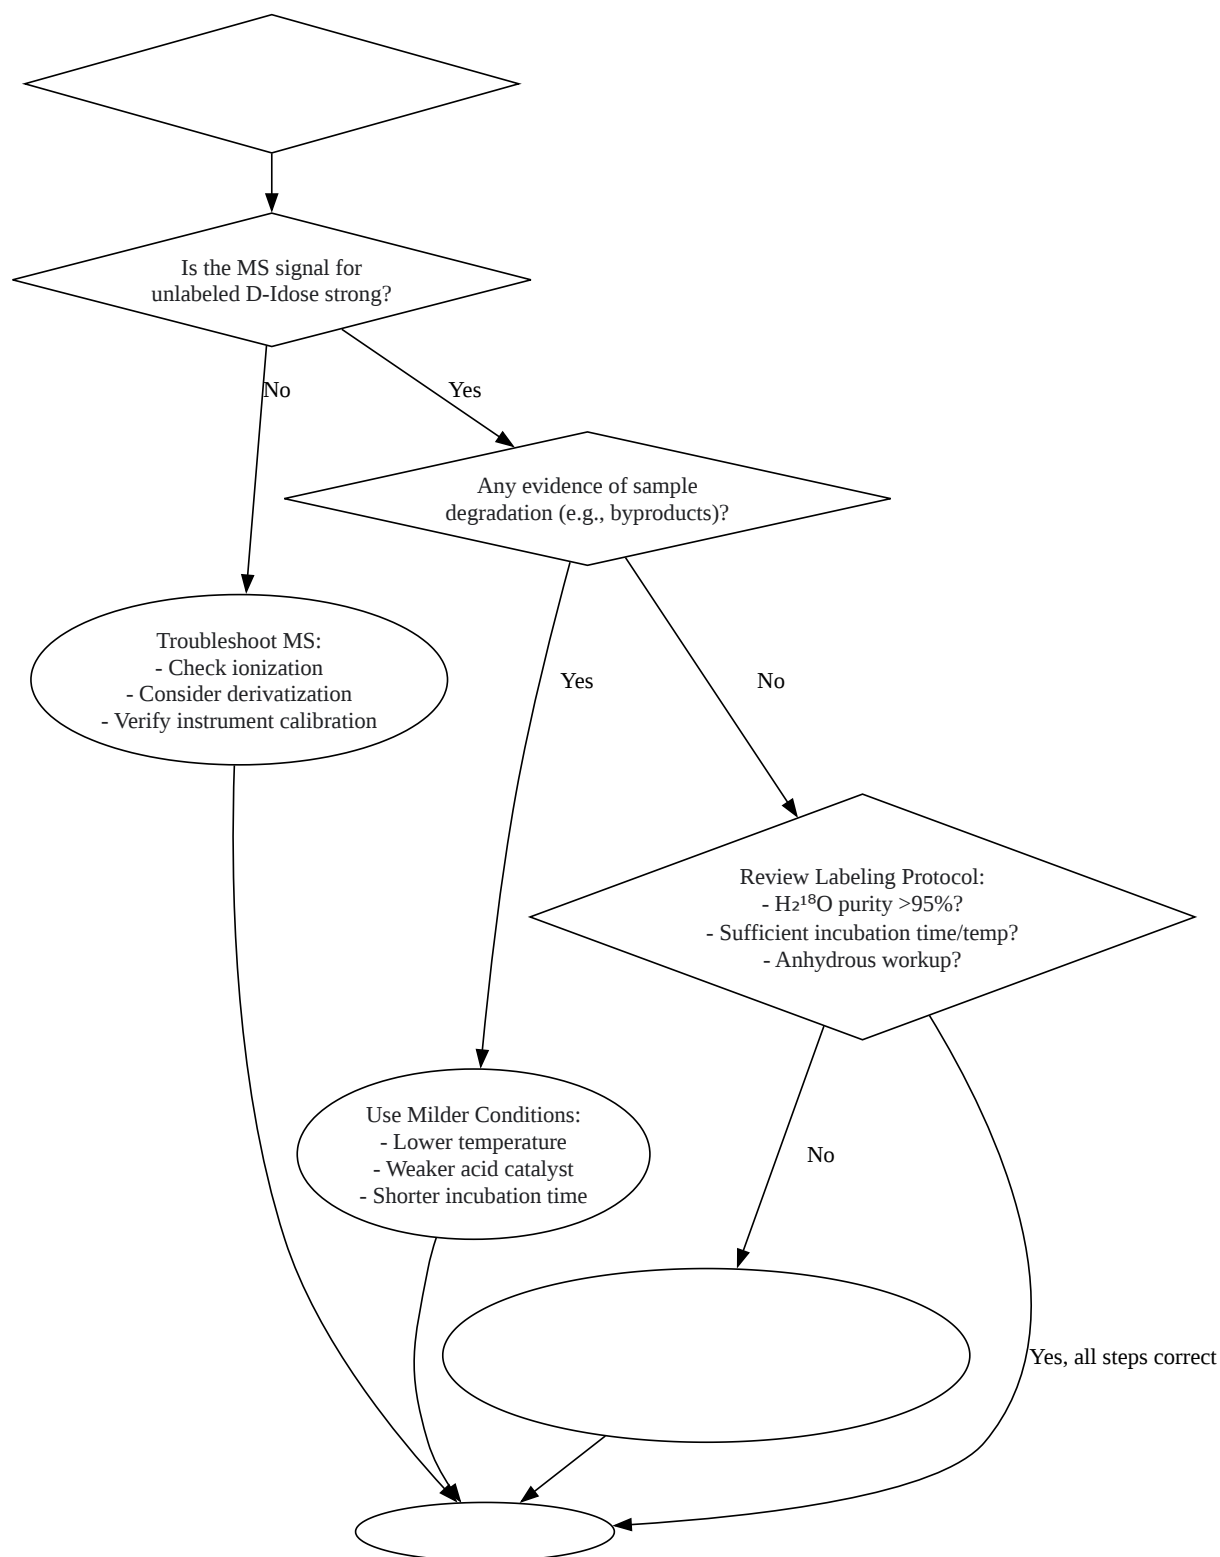 Is the MS signal for
unlabeled D-Idose strong?
No
Yes
Any evidence of sample
degradation (e.g., byproducts)?
Troubleshoot MS:
- Check ionization
- Consider derivatization
- Verify instrument calibration
Yes
No
Review Labeling Protocol:
- H₂¹⁸O purity >95%?
- Sufficient incubation time/temp?
- Anhydrous workup?
Use Milder Conditions:
- Lower temperature
- Weaker acid catalyst
- Shorter incubation time
No
Yes, all steps correct